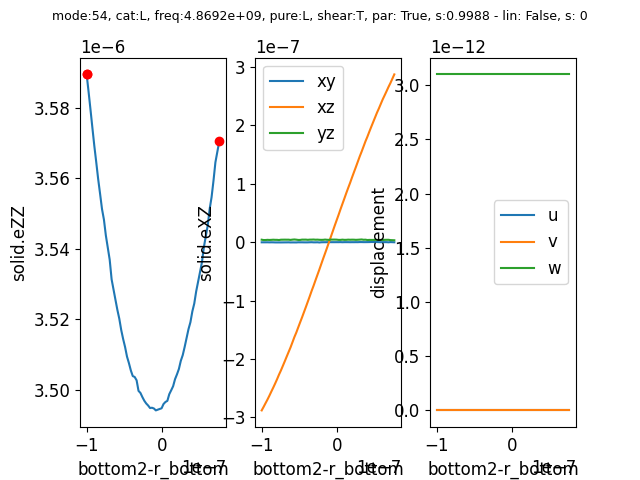 mode:54, cat:L, freq:4.8692e+09, pure:L, shear:T, par: True, s:0.9988 - lin: False, s: 0
1e−6
3.58
3.56
3.54
3.52
3.50
solid.eZZ
−1
0
1e−7
bottom2-r_bottom
1e−7
3
2
1
0
−1
−2
−3
solid.eXZ
xy
xz
yz
−1
0
1e−7
bottom2-r_bottom
1e−12
3.0
2.5
2.0
1.5
1.0
0.5
0.0
displacement
u
v
w
−1
0
1e−7
bottom2-r_bottom